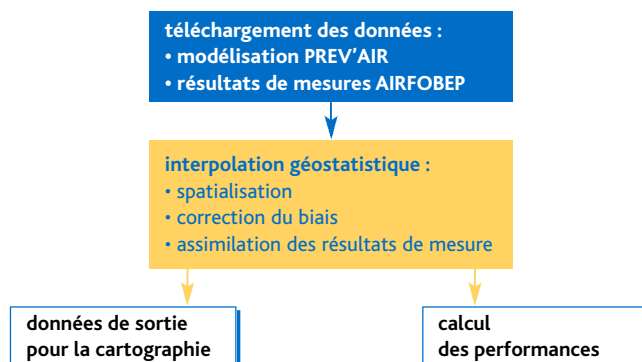 téléchargement des données :
• modélisation PREV'AIR
• résultats de mesures AIRFOBEP
interpolation géostatistique :
• spatialisation
• correction du biais
• assimilation des résultats de mesure
données de sortie
pour la cartographie
calcul
des performances